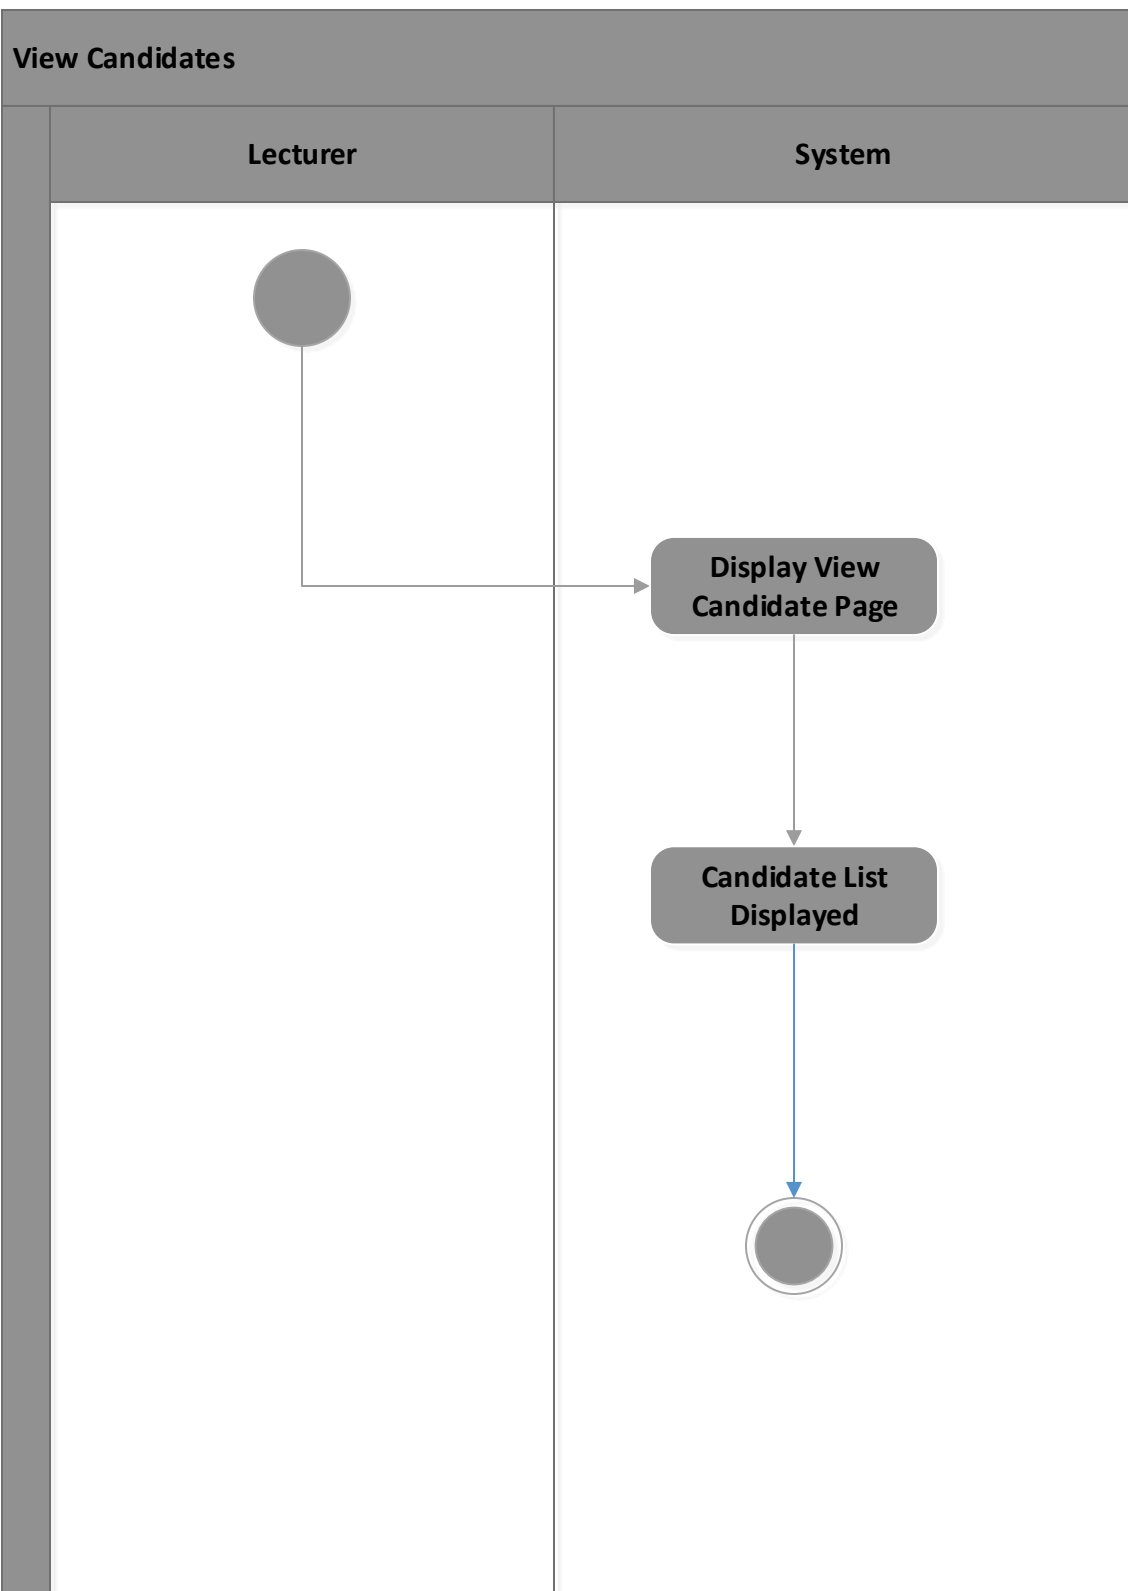 View Candidates
Lecturer
System
Display View
Candidate Page
Candidate List
Displayed